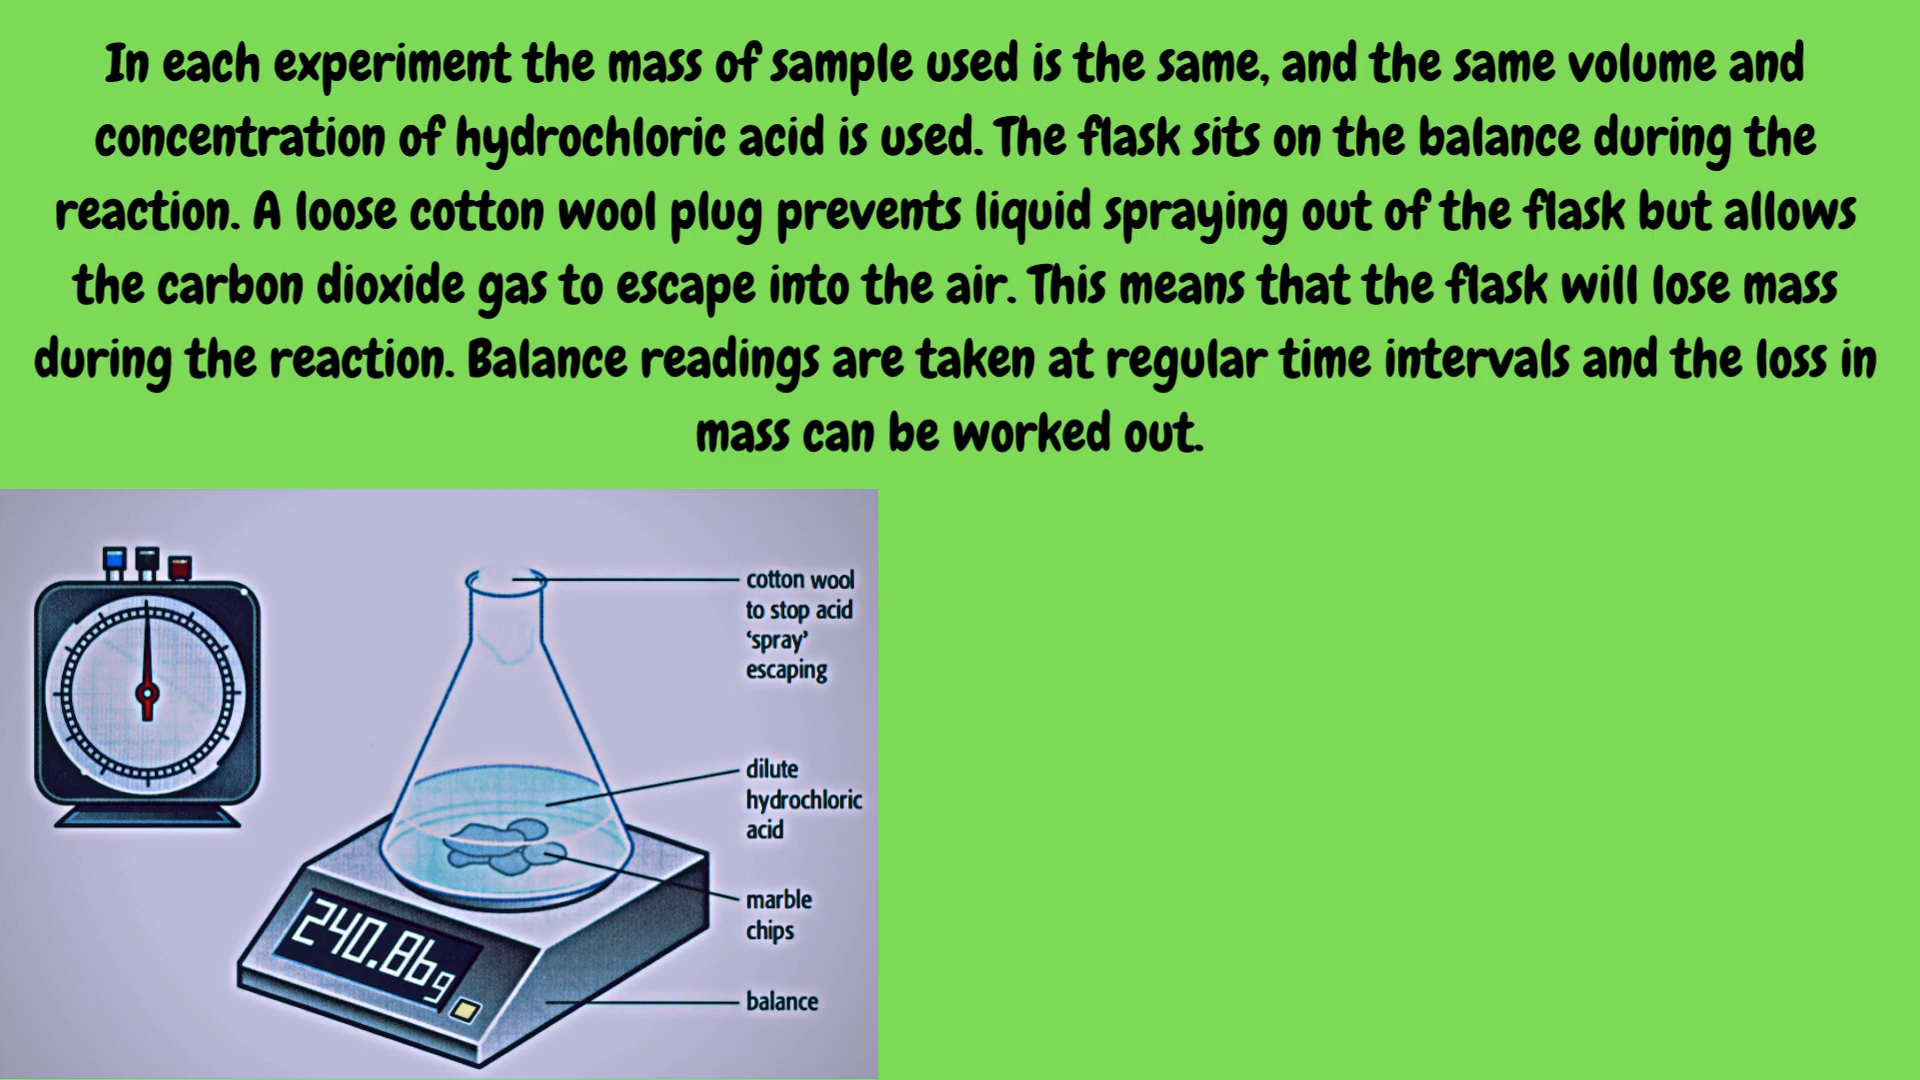 In each experiment the mass of sample used is the same, and the same volume and
concentration of hydrochloric acid is used. The flask sits on the balance during the
reaction. A loose cotton wool plug prevents liquid spraying out of the flask but allows
the carbon dioxide gas to escape into the air. This means that the flask will lose mass
during the reaction. Balance readings are taken at regular time intervals and the loss in
mass can be worked out.
cotton wool
to stop acid
‘spray’
escaping
dilute
hydrochloric
acid
marble
chips
balance
240.86g